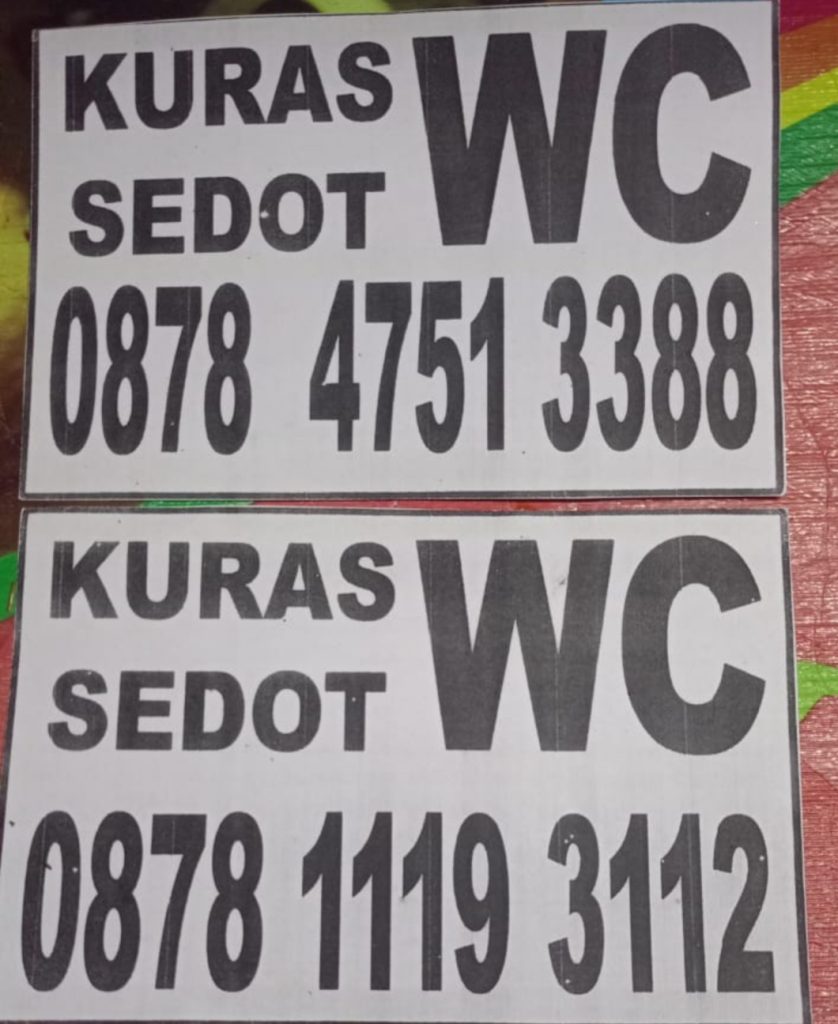 KURAS WC
SEDOT
0878 4751 3388
KURAS WC
SEDOT
0878 1119 3112